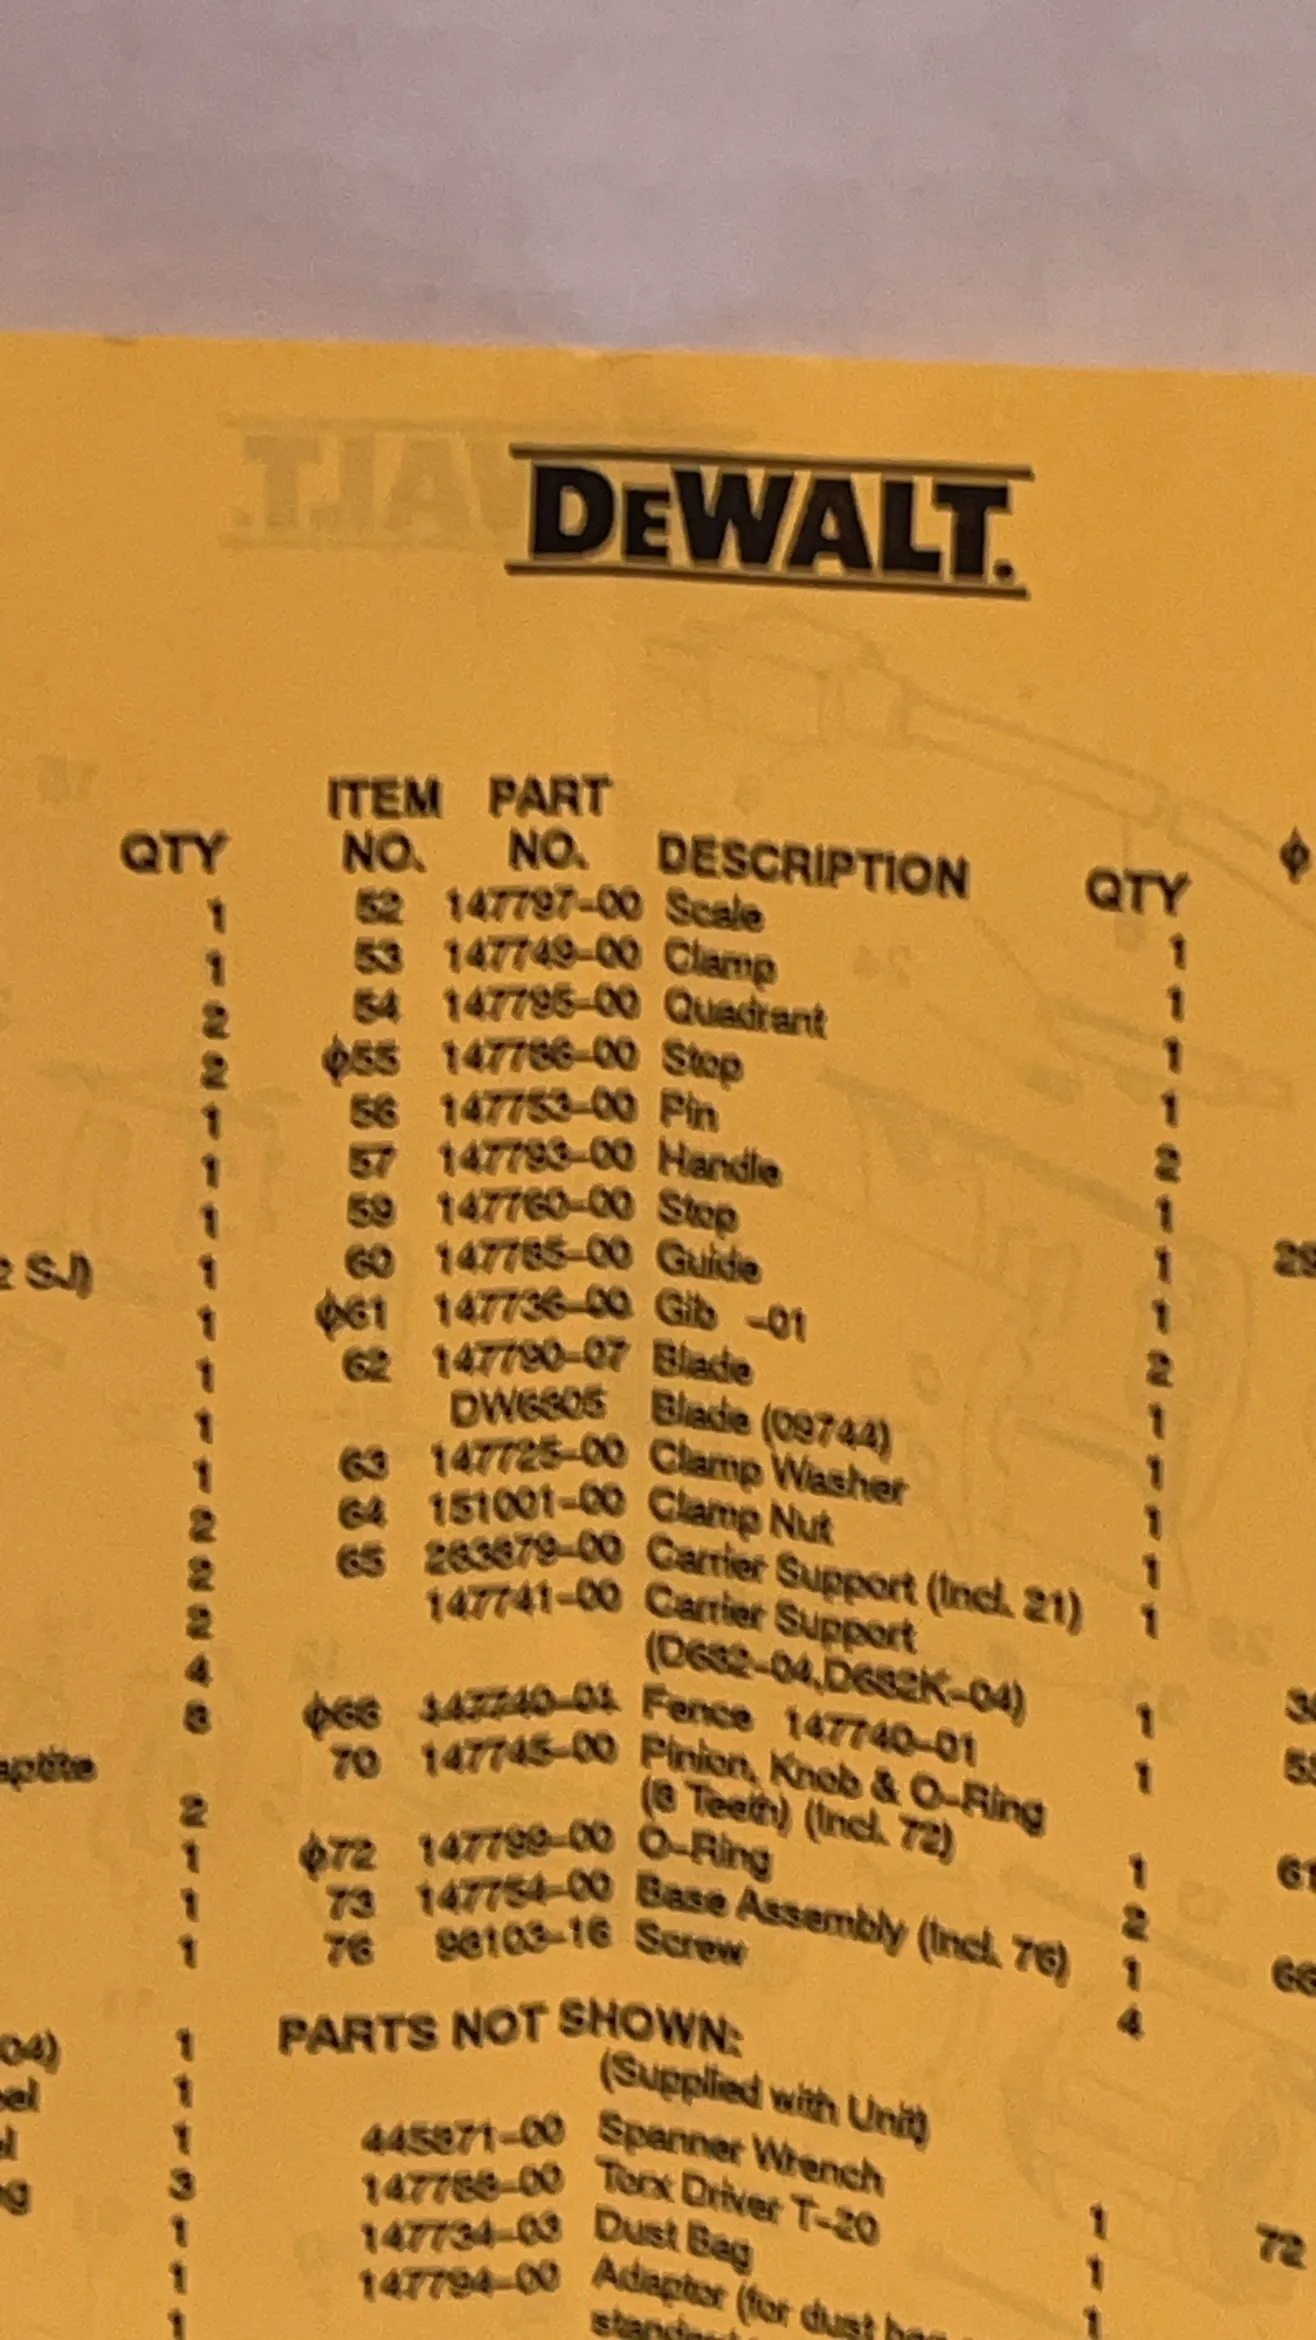 DEWALT.
ITEM PART
QTY NO. NO. DESCRIPTION QTY
1 52 147797-00 Scale 1
1 53 147749-00 Clamp 1
2 54 147795-00 Quadrant 1
2 ϕ55 147786-00 Stop 1
1 56 147753-00 Pin 2
1 57 147793-00 Handle 1
1 59 147760-00 Stop 1
2 SJ) 1 60 147785-00 Guide 1
1 ϕ61 147736-00 Gib -01 2
1 62 147790-07 Blade 1
1 DW6805 Blade (09744) 1
1 63 147725-00 Clamp Washer 1
2 64 151001-00 Clamp Nut 1
2 65 Carrier Support (Incl. 21) 1
2 147741-00 Carrier Support
4 (D682-04,D682K-04)
ϕ66 147740-01 Fence 147740-01 1
70 147745-00 Pinion, Knob & O-Ring 1
2 (8 Teeth) (Incl. 72)
1 ϕ72 147799-00 O-Ring 1
1 73 147754-00 Base Assembly (Incl. 76) 2
1 76 Screw 1
4
PARTS NOT SHOWN:
04) 1 (Supplied with Unit)
1 445871-00 Spanner Wrench
1 147788-00 Torx Driver T-20 1
3 147734-03 Dust Bag 1
1 147794-00 Adaptor (for dust 1
1
1
72